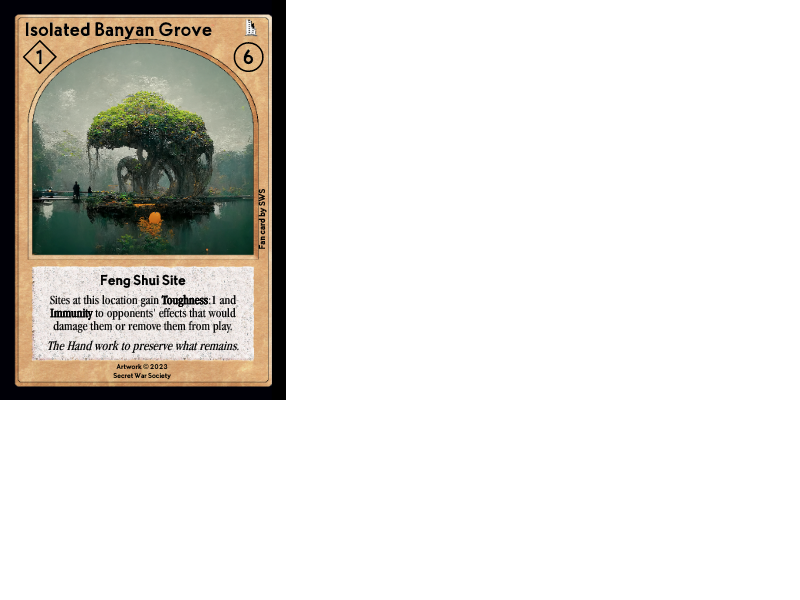 Isolated Banyan Grove
1
6
Fan card by SWS
Feng Shui Site
Sites at this location gain Toughness:1 and
Immunity to opponents' effects that would
damage them or remove them from play.
The Hand work to preserve what remains.
Artwork © 2023
Secret War Society